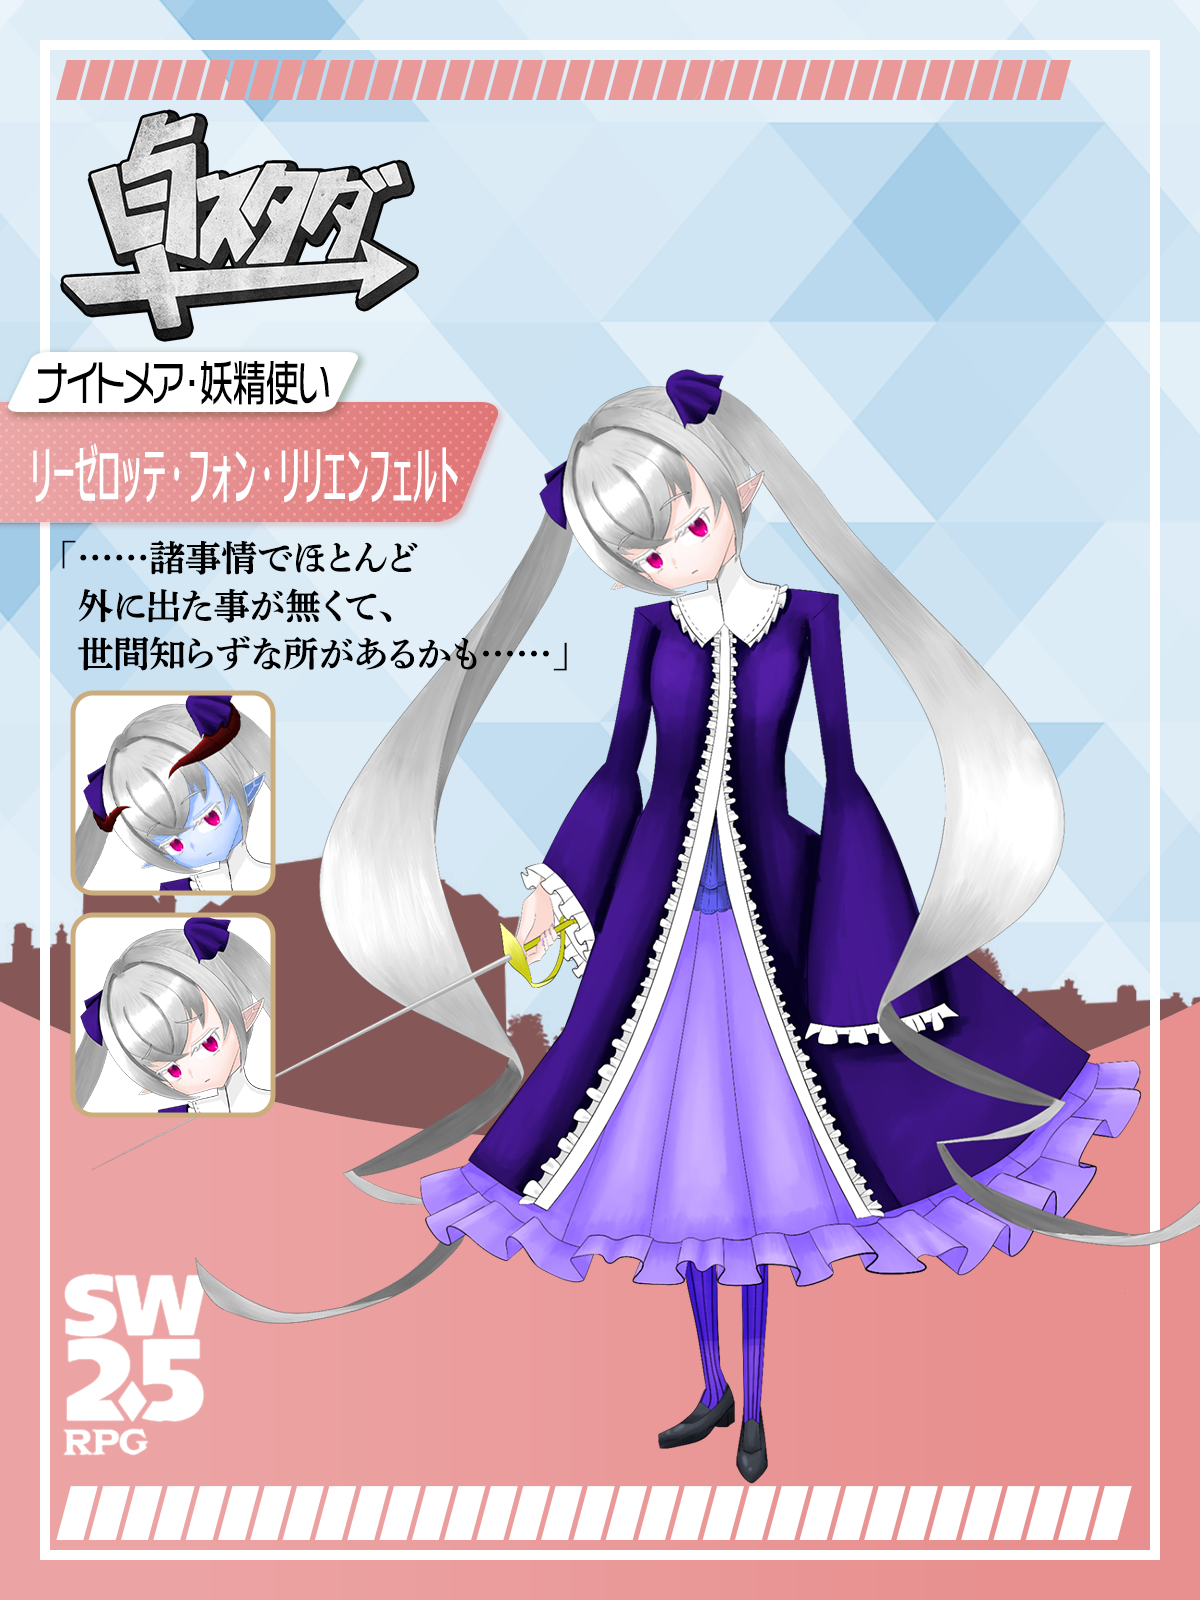 卓スタダ
ナイトメア・妖精使い
リーゼロッテ・フォン・リリエンフェルト
「……諸事情でほとんど
外に出た事が無くて、
世間知らずな所があるかも……」
SW
2.5
RPG